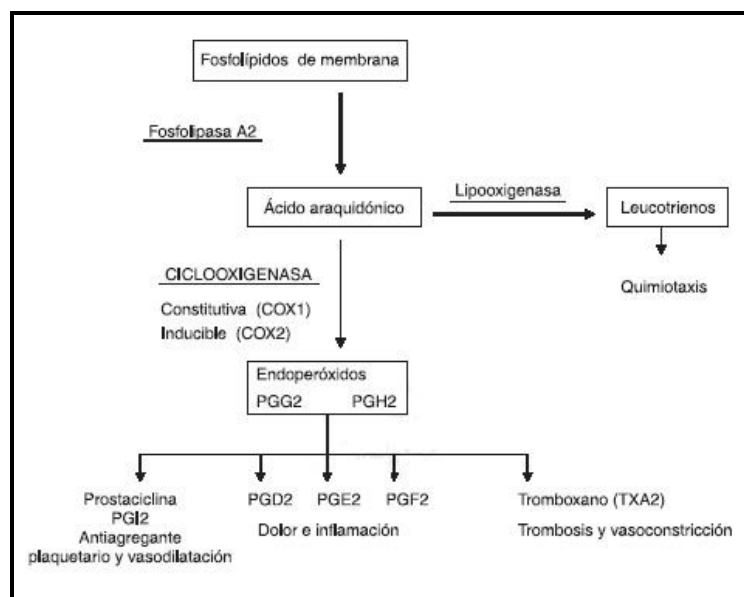 Fosfolípidos de membrana
Fosfolipasa A2
Ácido araquidónico
Lipooxigenasa
Leucotrienos
Quimiotaxis
CICLOOXIGENASA
Constitutiva (COX1)
Inducible (COX2)
Endoperóxidos
PGG2 PGH2
Prostaciclina
PGI2
Antiagregante
plaquetario y vasodilatación
PGD2 PGE2 PGF2
Dolor e inflamación
Tromboxano (TXA2)
Trombosis y vasoconstricción